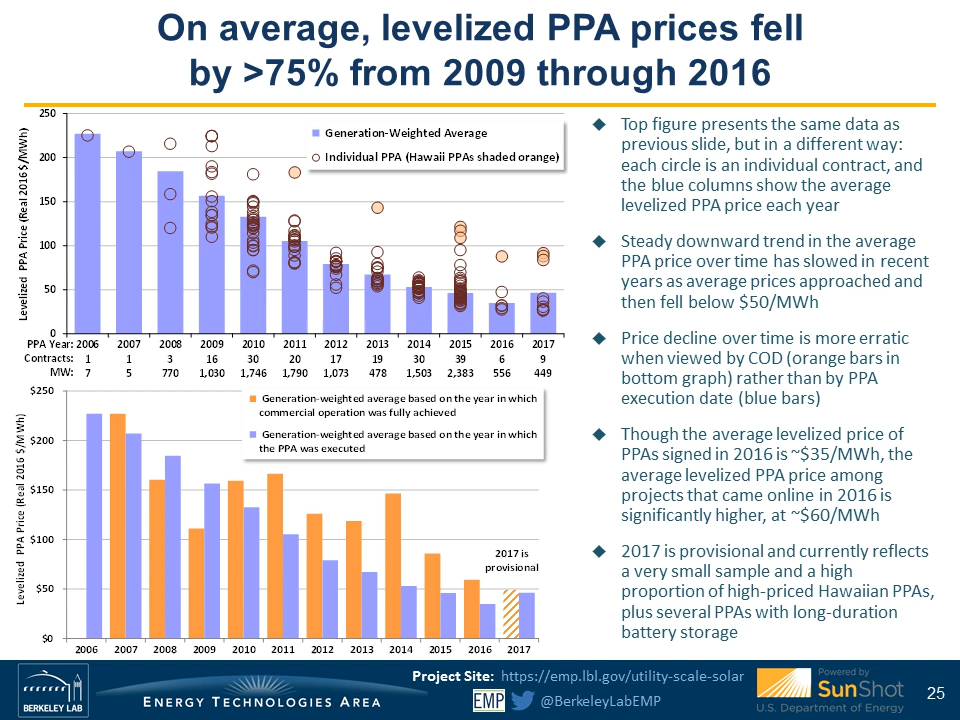 On average, levelized PPA prices fell
by >75% from 2009 through 2016
Levelized PPA Price (Real 2016 $/MWh)
250
200
150
100
50
0
Generation-Weighted Average
Individual PPA (Hawaii PPAs shaded orange)
PPA Year: 2006 2007 2008 2009 2010 2011 2012 2013 2014 2015 2016 2017
Contracts: 1 1 3 16 30 20 17 19 30 39 6 9
MW: 7 5 770 1,030 1,746 1,790 1,073 478 1,503 2,383 556 449
Levelized PPA Price (Real 2016 $/MWh)
$250
$200
$150
$100
$50
$0
Generation-weighted average based on the year in which
commercial operation was fully achieved
Generation-weighted average based on the year in which
the PPA was executed
2017 is
provisional
2006 2007 2008 2009 2010 2011 2012 2013 2014 2015 2016 2017
Top figure presents the same data as
previous slide, but in a different way:
each circle is an individual contract, and
the blue columns show the average
levelized PPA price each year
Steady downward trend in the average
PPA price over time has slowed in recent
years as average prices approached and
then fell below $50/MWh
Price decline over time is more erratic
when viewed by COD (orange bars in
bottom graph) rather than by PPA
execution date (blue bars)
Though the average levelized price of
PPAs signed in 2016 is ~$35/MWh, the
average levelized PPA price among
projects that came online in 2016 is
significantly higher, at ~$60/MWh
2017 is provisional and currently reflects
a very small sample and a high
proportion of high-priced Hawaiian PPAs,
plus several PPAs with long-duration
battery storage
BERKELEY LAB
ENERGY TECHNOLOGIES AREA
Project Site: https://emp.lbl.gov/utility-scale-solar
EMP @BerkeleyLabEMP
Powered by
SunShot
U.S. Department of Energy
25